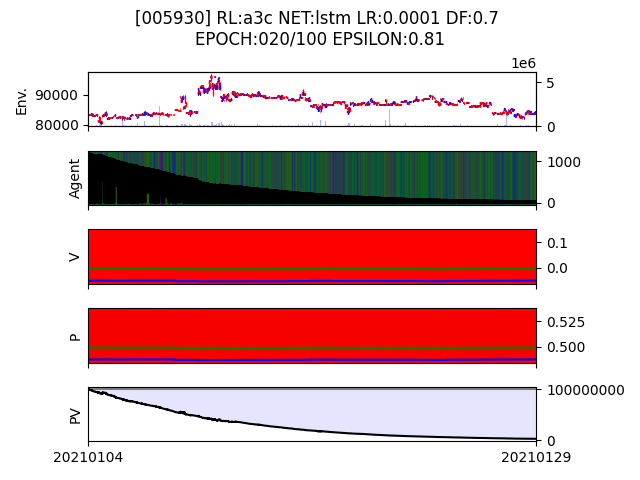 [005930] RL:a3c NET:lstm LR:0.0001 DF:0.7
EPOCH:020/100 EPSILON:0.81
1e6
Env.
90000
80000
5
0
Agent
1000
0
V
0.1
0.0
P
0.525
0.500
PV
100000000
0
20210104
20210129